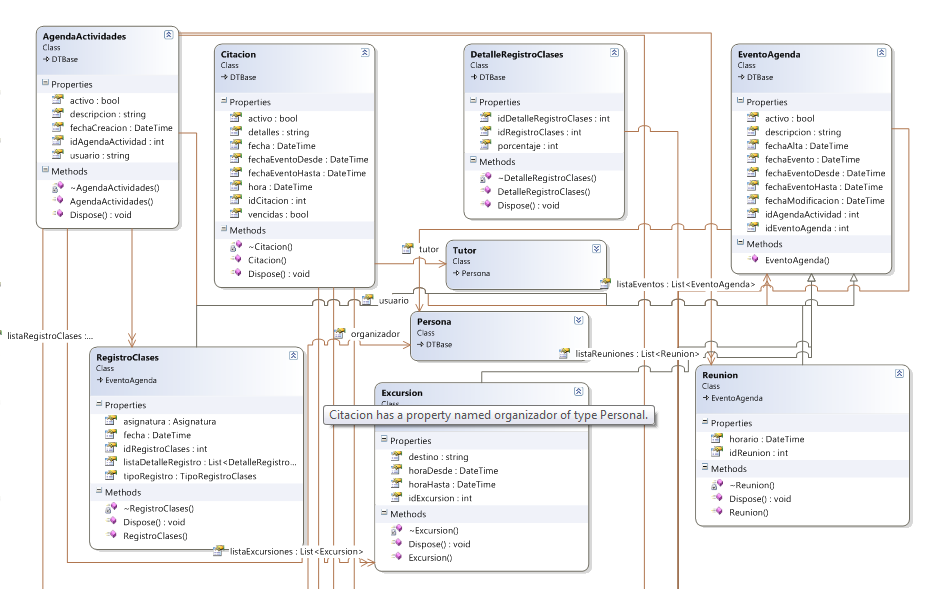 AgendaActividades
Class
DTBase
Properties
activo : bool
descripcion : string
fechaCreacion : DateTime
idAgendaActividad : int
usuario : string
Methods
~AgendaActividades()
AgendaActividades()
Dispose() : void
Citacion
Class
DTBase
Properties
activo : bool
detalles : string
fecha : DateTime
fechaEventoDesde : DateTime
fechaEventoHasta : DateTime
hora : DateTime
idCitacion : int
vencidas : bool
Methods
~Citacion()
Citacion()
Dispose() : void
DetalleRegistroClases
Class
DTBase
Properties
idDetalleRegistroClases : int
idRegistroClases : int
porcentaje : int
Methods
~DetalleRegistroClases()
DetalleRegistroClases()
Dispose() : void
EventoAgenda
Class
DTBase
Properties
activo : bool
descripcion : string
fechaAlta : DateTime
fechaEvento : DateTime
fechaEventoDesde : DateTime
fechaEventoHasta : DateTime
fechaModificacion : DateTime
idAgendaActividad : int
idEventoAgenda : int
Methods
EventoAgenda()
tutor
Tutor
Class
Persona
listaEventos : List<EventoAgenda>
usuario
organizador
Persona
Class
DTBase
listaReuniones : List<Reunion>
listaRegistroClases :...
RegistroClases
Class
EventoAgenda
Properties
asignatura : Asignatura
fecha : DateTime
idRegistroClases : int
listaDetalleRegistro : List<DetalleRegistro...
tipoRegistro : TipoRegistroClases
Methods
~RegistroClases()
Dispose() : void
RegistroClases()
Excursion
Class
Citacion has a property named organizador of type Personal.
Properties
destino : string
horaDesde : DateTime
horaHasta : DateTime
idExcursion : int
Methods
~Excursion()
Dispose() : void
Excursion()
listaExcursiones : List<Excursion>
Reunion
Class
EventoAgenda
Properties
horario : DateTime
idReunion : int
Methods
~Reunion()
Dispose() : void
Reunion()